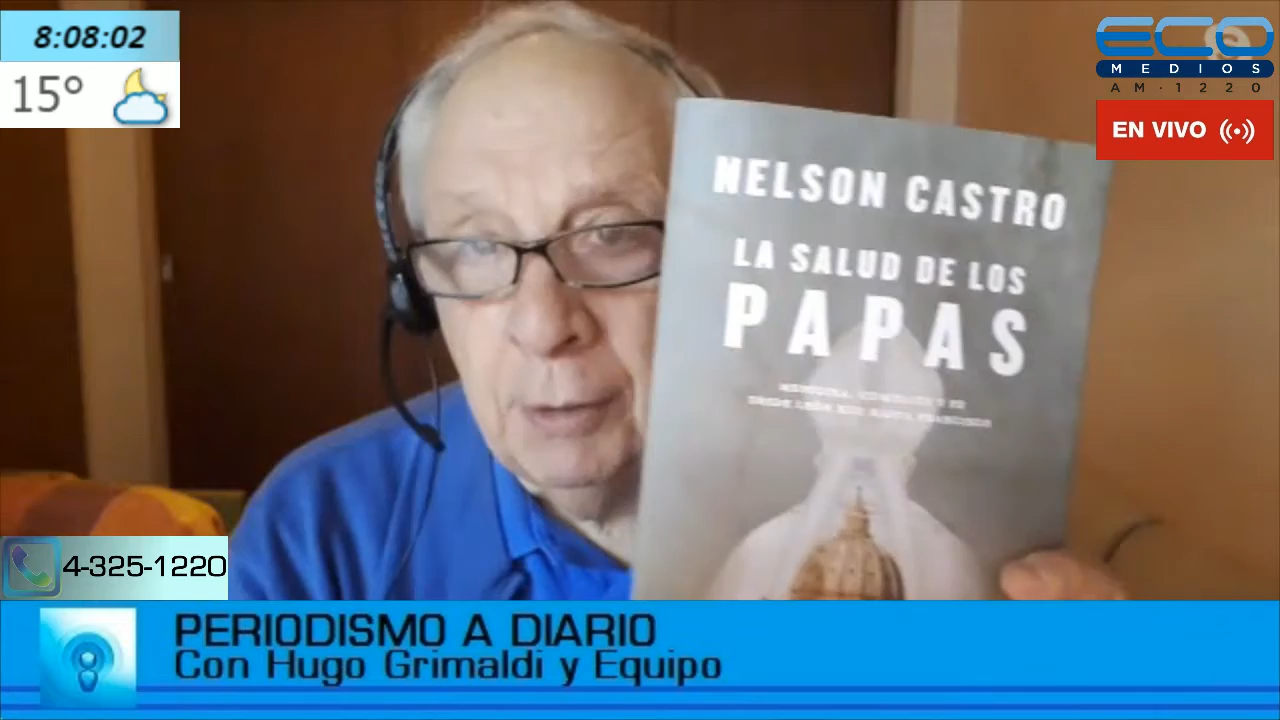 8:08:02
15°
ECO
MEDIOS
AM·1220
EN VIVO
NELSON CASTRO
LA SALUD DE LOS
PAPAS
4-325-1220
PERIODISMO A DIARIO
Con Hugo Grimaldi y Equipo